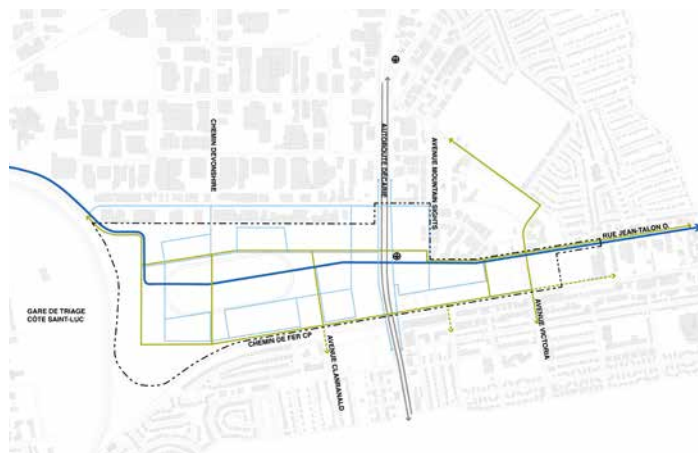 CHEMIN DEVONSHIRE
AUTOROUTE DÉCARIE
AVENUE MOUNTAIN SIGHTS
RUE JEAN-TALON O.
GARE DE TRIAGE
CÔTE SAINT-LUC
CHEMIN DE FER CP
AVENUE CLANRANALD
AVENUE VICTORIA